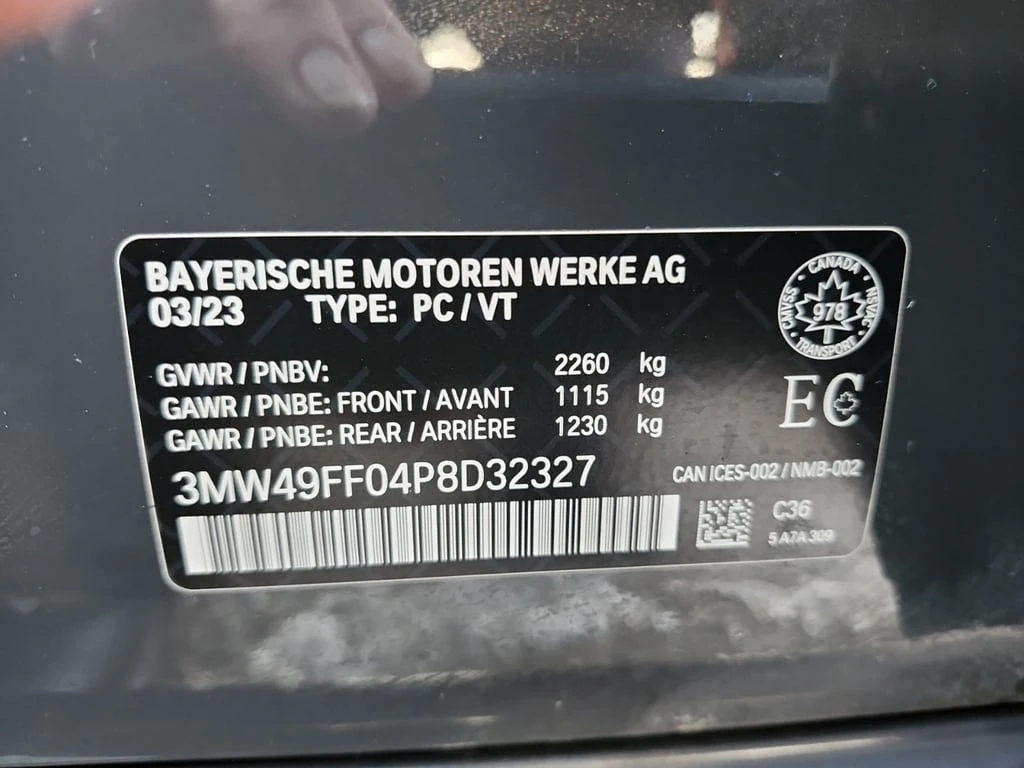 BAYERISCHE MOTOREN WERKE AG
03/23 TYPE: PC / VT
CANADA
CMVSS 978 NSVAC
TRANSPORT
GVWR / PNBV: 2260 kg
GAWR / PNBE: FRONT / AVANT 1115 kg
GAWR / PNBE: REAR / ARRIÈRE 1230 kg
EC
3MW49FF04P8D32327
CAN ICES-002 / NMB-002
C36
5 A7A 309